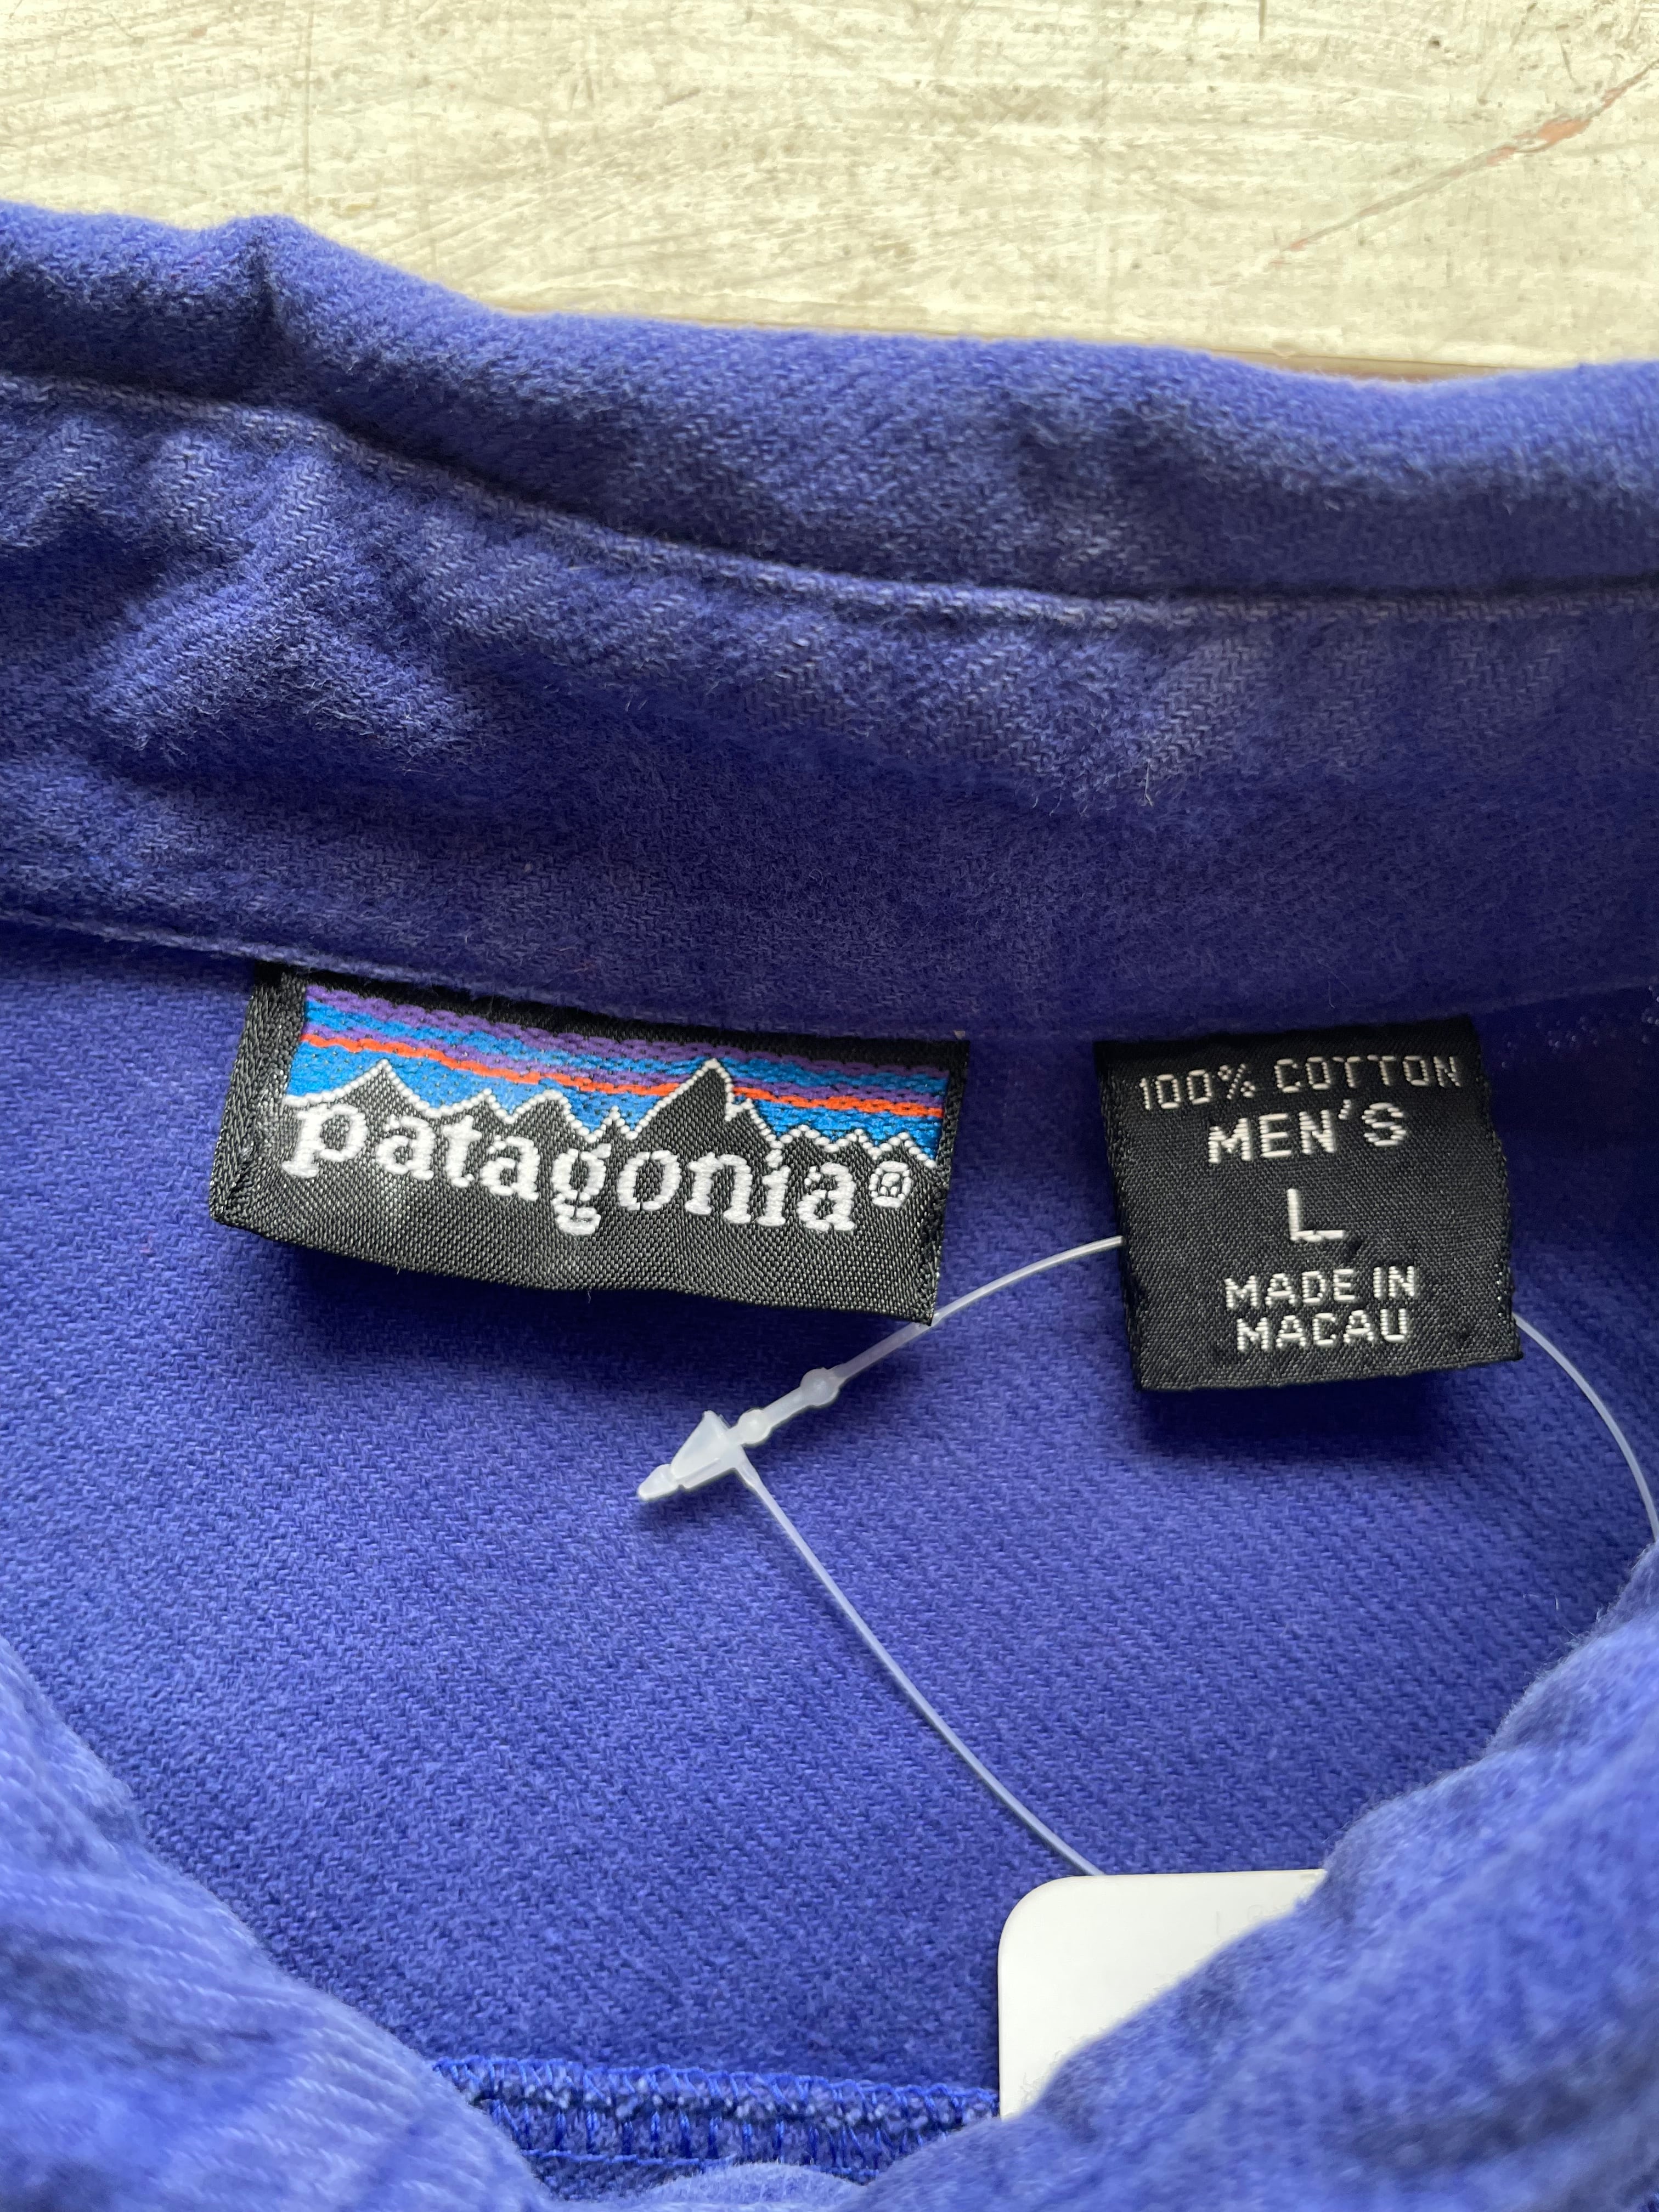 patagonia®
100% COTTON
MEN'S
L
MADE IN
MACAU